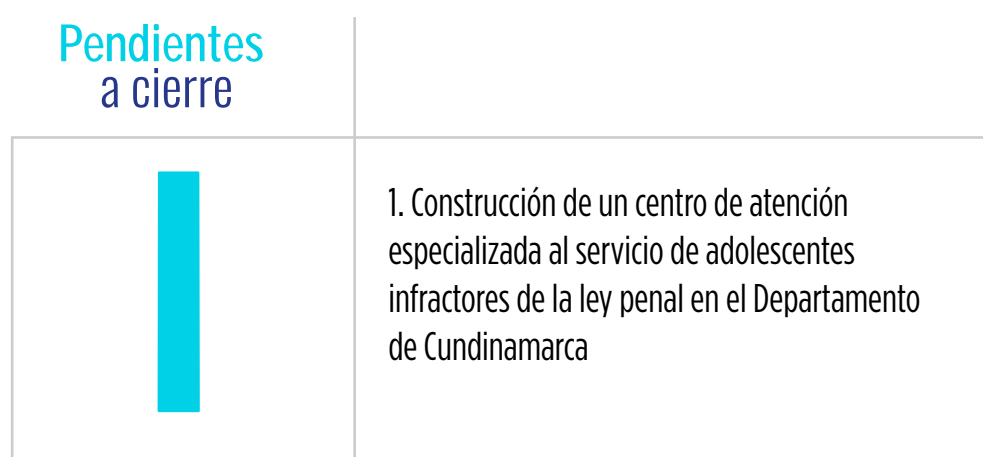 Pendientes
a cierre
1. Construcción de un centro de atención
especializada al servicio de adolescentes
infractores de la ley penal en el Departamento
de Cundinamarca